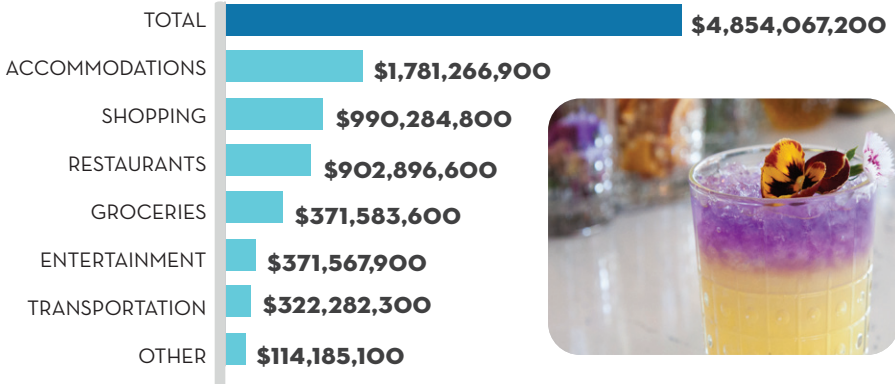 TOTAL $4,854,067,200
ACCOMMODATIONS $1,781,266,900
SHOPPING $990,284,800
RESTAURANTS $902,896,600
GROCERIES $371,583,600
ENTERTAINMENT $371,567,900
TRANSPORTATION $322,282,300
OTHER $114,185,100